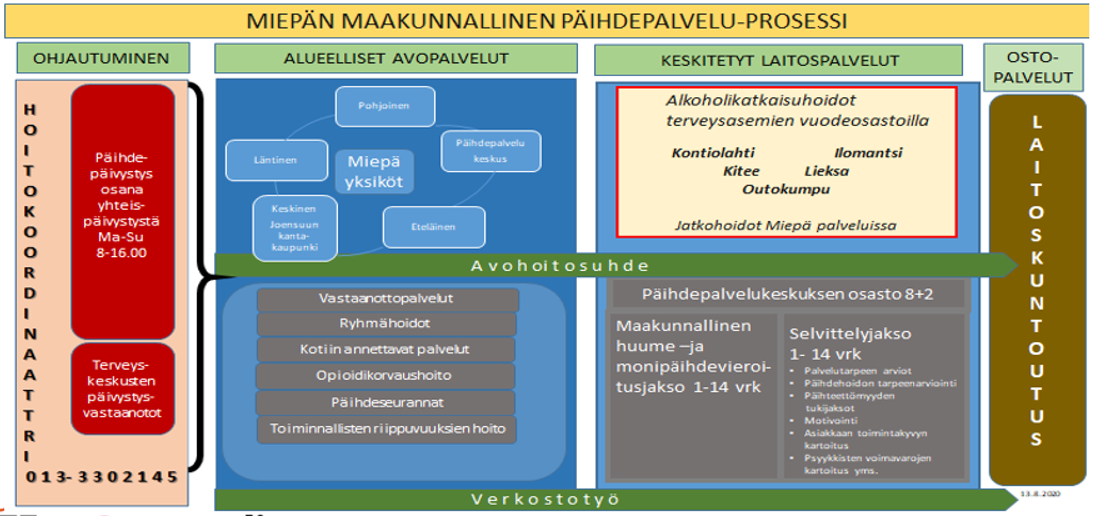 MIEPÄN MAAKUNNALLINEN PÄIHDEPALVELU-PROSESSI
OHJAUTUMINEN
HOITOKOORDINAATTRI
013-3302145
Päihde-
päivystys
osana
yhteis-
päivystystä
Ma-Su
8-16.00
Terveys-
keskusten
päivystys-
vastaanotot
ALUEELLISET AVOPALVELUT
Pohjoinen
Päihdepalvelu
keskus
Läntinen
Miepä
yksiköt
Keskinen
Joensuun
kanta-
kaupunki
Eteläinen
KESKITETYT LAITOSPALVELUT
Alkoholikatkaisuhoidot
terveysasemien vuodeosastoilla
Kontiolahti Ilomantsi
Kitee Lieksa
Outokumpu
Jatkohoidot Miepä palveluissa
Avohoitosuhde
Vastaanottopalvelut
Ryhmähoidot
Kotiin annettavat palvelut
Opioidikorvaushoito
Päihdeseurannat
Toiminnallisten riippuvuuksien hoito
Päihdepalvelukeskuksen osasto 8+2
Maakunnallinen
huume –ja
monipäihdevieroi-
tusjakso 1-14 vrk
Selvittelyjakso
1- 14 vrk
• Palvelutarpeen arviot
• Päihdehoidon tarpeenarviointi
• Päihteettömyyden
tukijaksot
• Motivointi
• Asiakkaan toimintakyvyn
kartoitus
• Psyykkisten voimavarojen
kartoitus yms.
Verkostotyö
OSTO-
PALVELUT
LAITOSKUNTOUTUS
13.8.2020